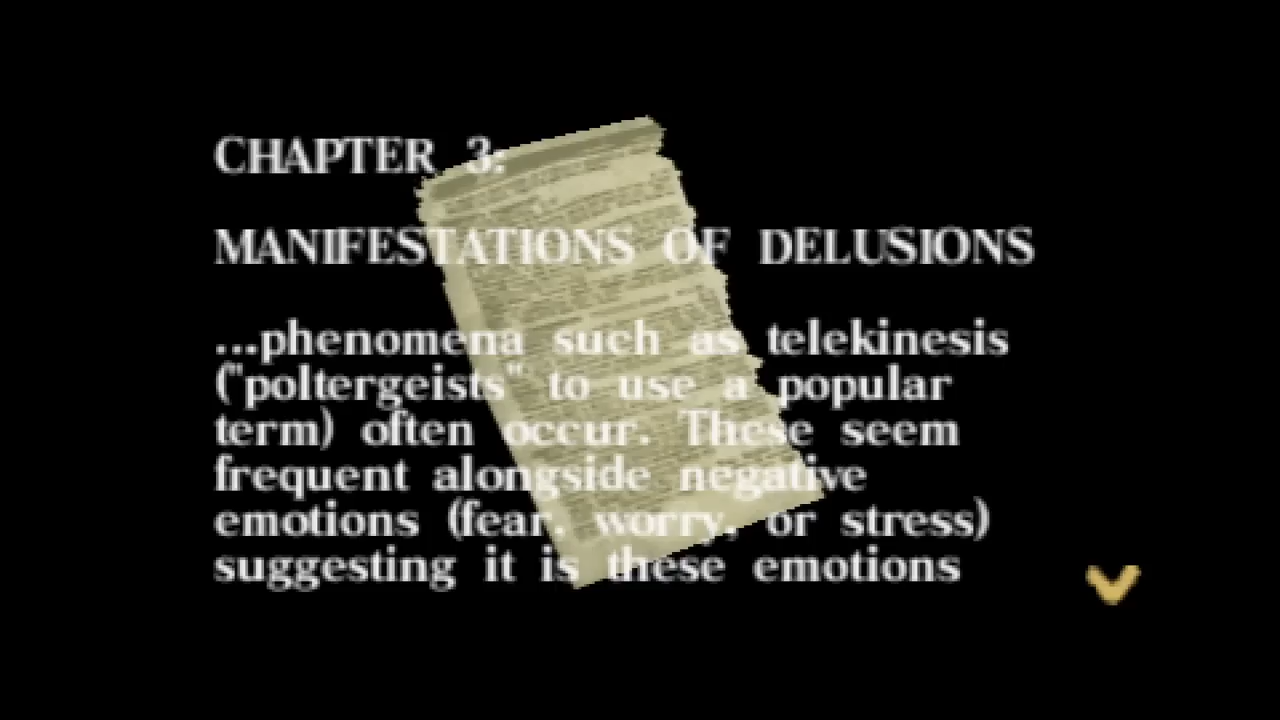 CHAPTER 3:
MANIFESTATIONS OF DELUSIONS
...phenomena such as telekinesis
("poltergeists" to use a popular
term) often occur. These seem
frequent alongside negative
emotions (fear, worry, or stress)
suggesting it is these emotions